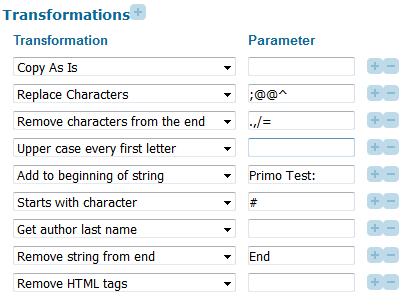 Transformations
Transformation Parameter
Copy As Is
Replace Characters ;@@^
Remove characters from the end .,/=
Upper case every first letter
Add to beginning of string Primo Test:
Starts with character #
Get author last name
Remove string from end End
Remove HTML tags